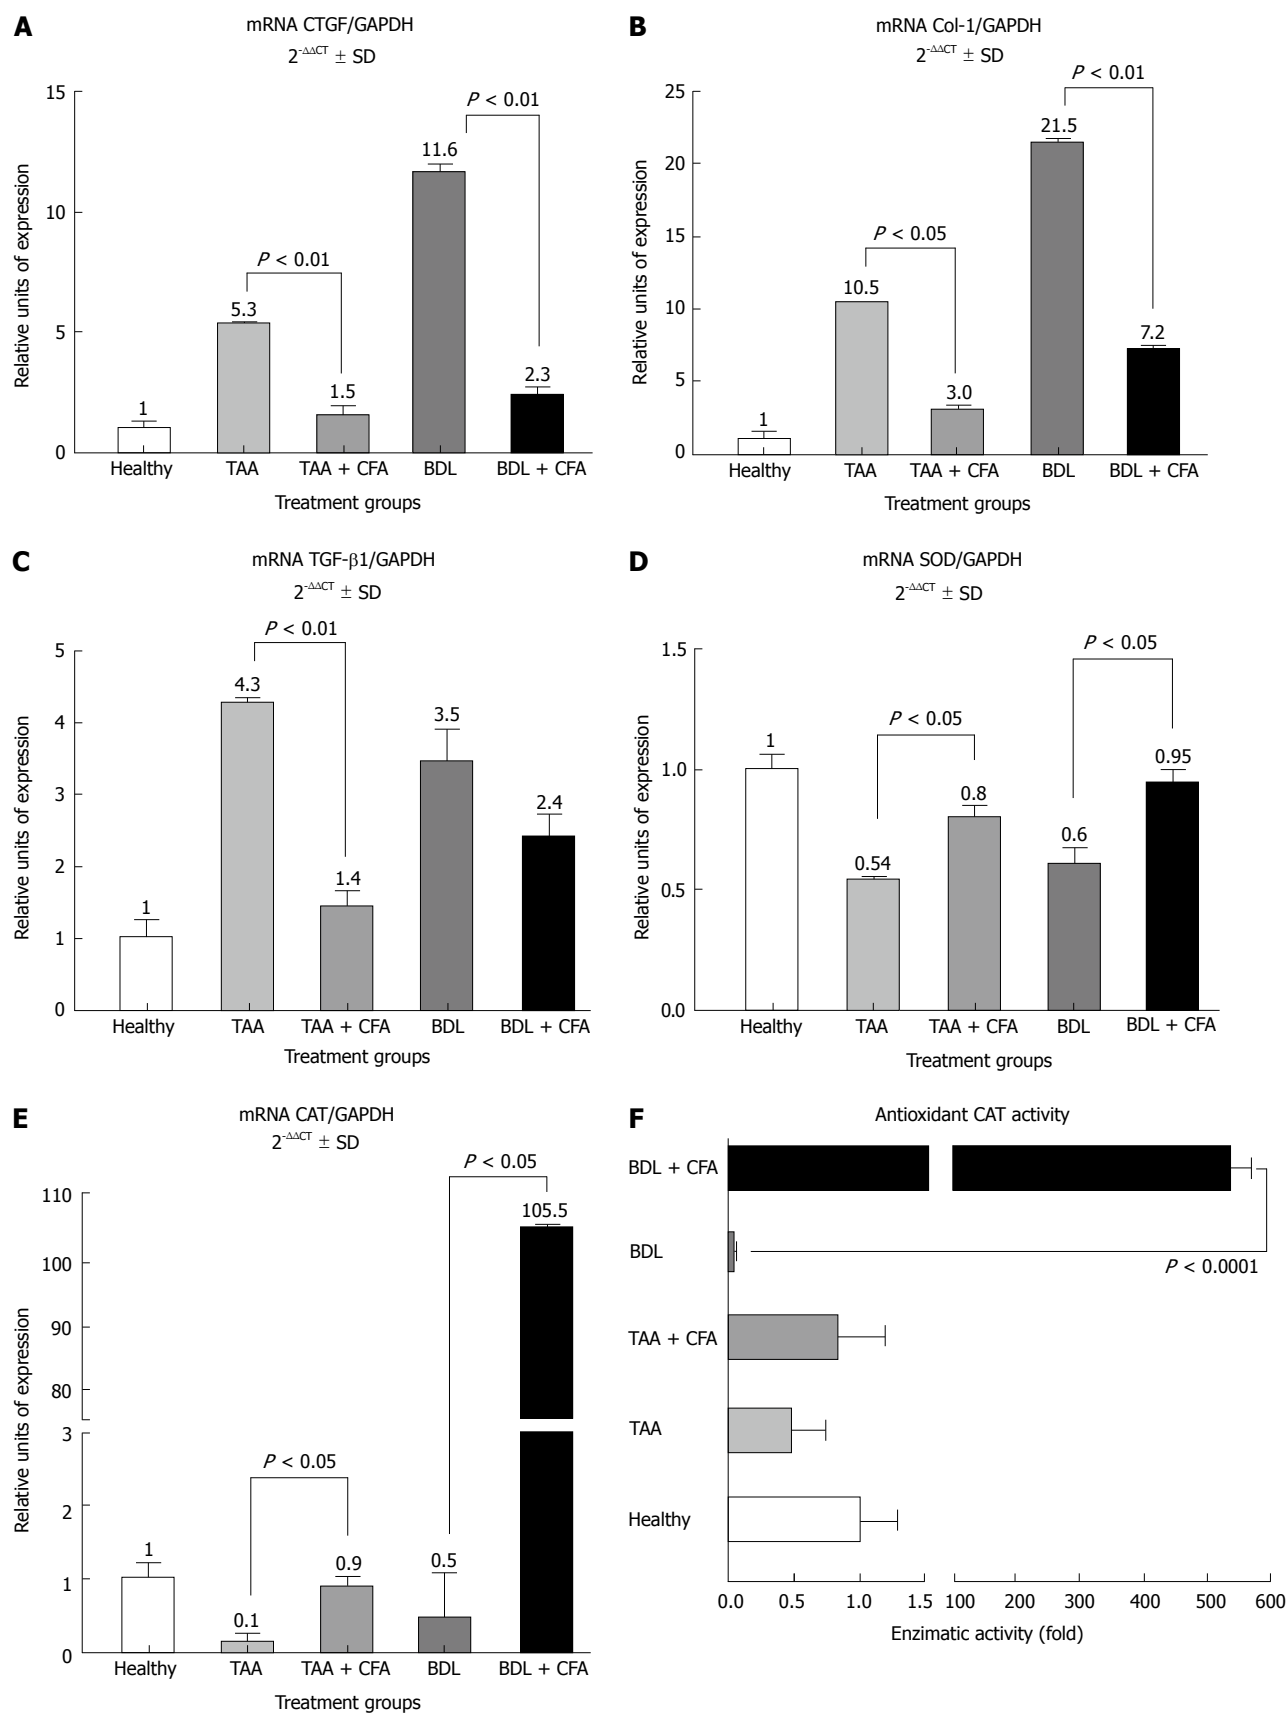 A
mRNA CTGF/GAPDH
2-ΔΔCT ± SD
Relative units of expression
15
10
5
0
1
5.3
1.5
11.6
2.3
P < 0.01
P < 0.01
Healthy TAA TAA + CFA BDL BDL + CFA
Treatment groups
B
mRNA Col-1/GAPDH
2-ΔΔCT ± SD
Relative units of expression
25
20
15
10
5
0
1
10.5
3.0
21.5
7.2
P < 0.05
P < 0.01
Healthy TAA TAA + CFA BDL BDL + CFA
Treatment groups
C
mRNA TGF-β1/GAPDH
2-ΔΔCT ± SD
Relative units of expression
5
4
3
2
1
0
1
4.3
1.4
3.5
2.4
P < 0.01
Healthy TAA TAA + CFA BDL BDL + CFA
Treatment groups
D
mRNA SOD/GAPDH
2-ΔΔCT ± SD
Relative units of expression
1.5
1.0
0.5
0.0
1
0.54
0.8
0.6
0.95
P < 0.05
P < 0.05
Healthy TAA TAA + CFA BDL BDL + CFA
Treatment groups
E
mRNA CAT/GAPDH
2-ΔΔCT ± SD
Relative units of expression
110
100
90
80
3
2
1
0
1
0.1
0.9
0.5
105.5
P < 0.05
P < 0.05
Healthy TAA TAA + CFA BDL BDL + CFA
Treatment groups
F
Antioxidant CAT activity
BDL + CFA
BDL
P < 0.0001
TAA + CFA
TAA
Healthy
0.0 0.5 1.0 1.5 100 200 300 400 500 600
Enzimatic activity (fold)